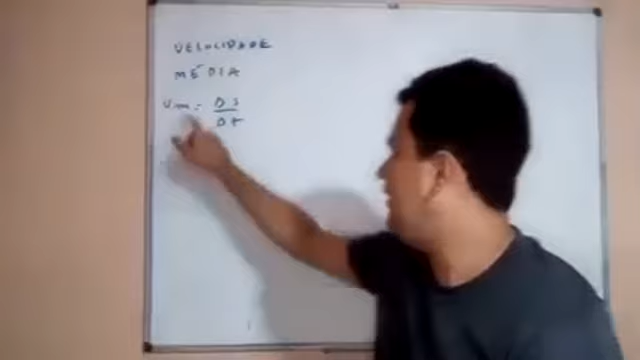 VELOCIDADE
MÉDIA
Vm = Δs
Δt